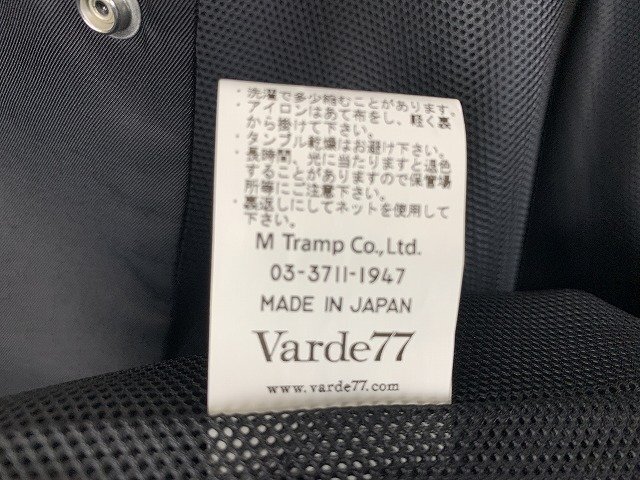 ・洗濯で多少縮むことがあります。
・アイロンはあて布をし、軽く裏
から掛けて下さい。
・タンブル乾燥はお避け下さい。
・長時間、光に当たりますと退色
することがありますので保管場
所等にご注意下さい。
・裏返しにしてネットを使用して
下さい。
M Tramp Co.,Ltd.
03-3711-1947
MADE IN JAPAN
Varde77
www.varde77.com